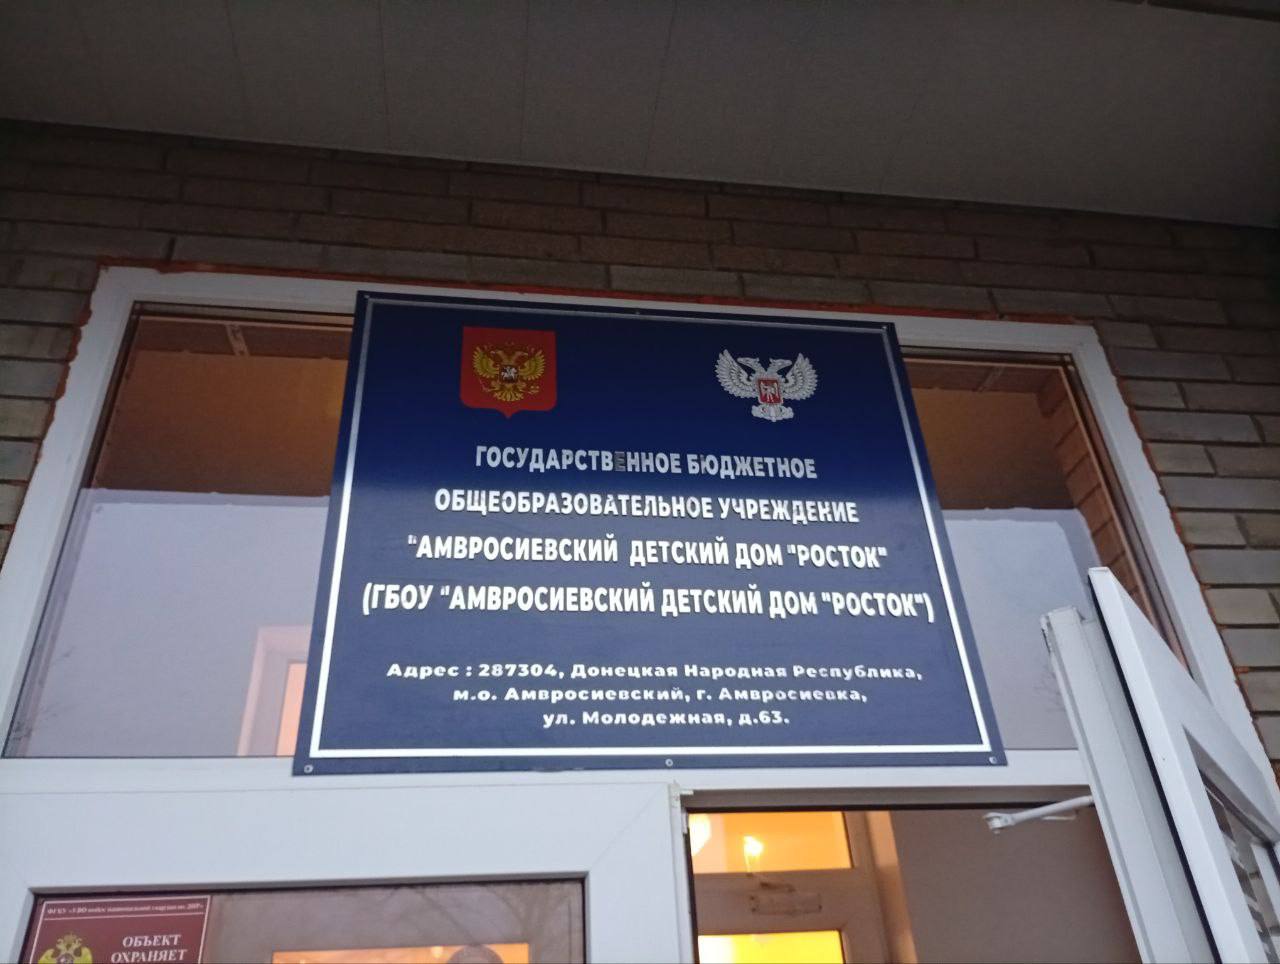 ГОСУДАРСТВЕННОЕ БЮДЖЕТНОЕ
ОБЩЕОБРАЗОВАТЕЛЬНОЕ УЧРЕЖДЕНИЕ
"АМВРОСИЕВСКИЙ ДЕТСКИЙ ДОМ "РОСТОК"
(ГБОУ "АМВРОСИЕВСКИЙ ДЕТСКИЙ ДОМ "РОСТОК")
Адрес : 287304, Донецкая Народная Республика,
м.о. Амвросиевский, г. Амвросиевка,
ул. Молодежная, д.63.
ОБЪЕКТ
ОХРАНЯЕТ